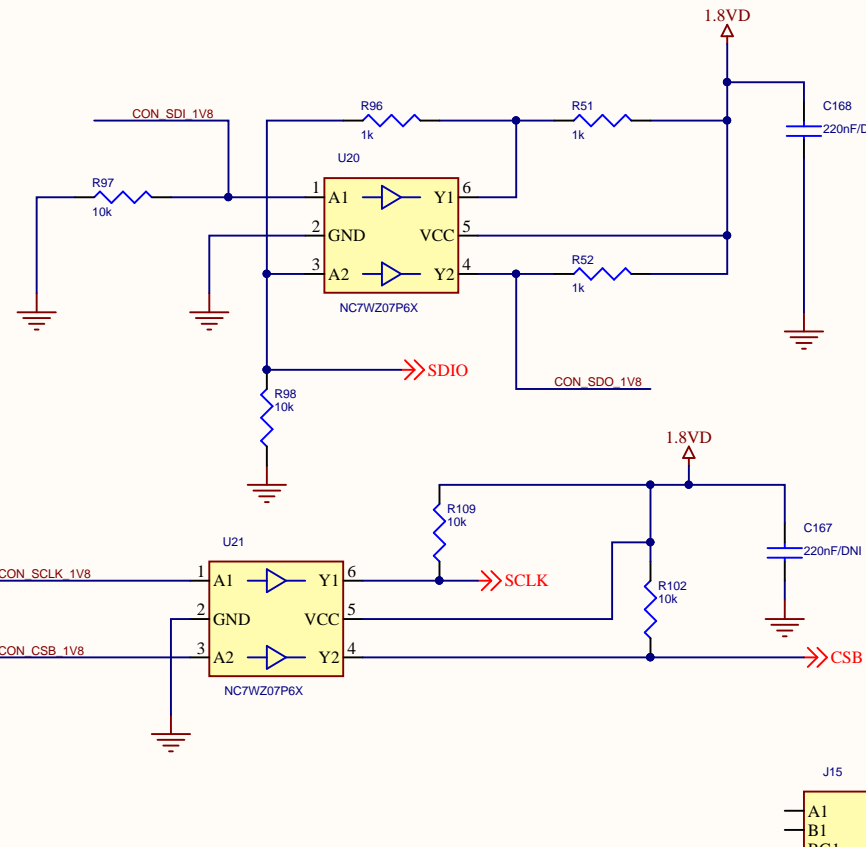 1.8VD
R96
1k
R51
1k
C168
220nF/D
CON_SDI_1V8
U20
R97
10k
1
A1
Y1
6
2
GND
VCC
5
3
A2
Y2
4
NC7WZ07P6X
R52
1k
SDIO
CON_SDO_1V8
R98
10k
1.8VD
R109
10k
C167
220nF/DNI
U21
CON_SCLK_1V8
1
A1
Y1
6
SCLK
R102
10k
2
GND
VCC
5
CON_CSB_1V8
3
A2
Y2
4
CSB
NC7WZ07P6X
J15
A1
B1